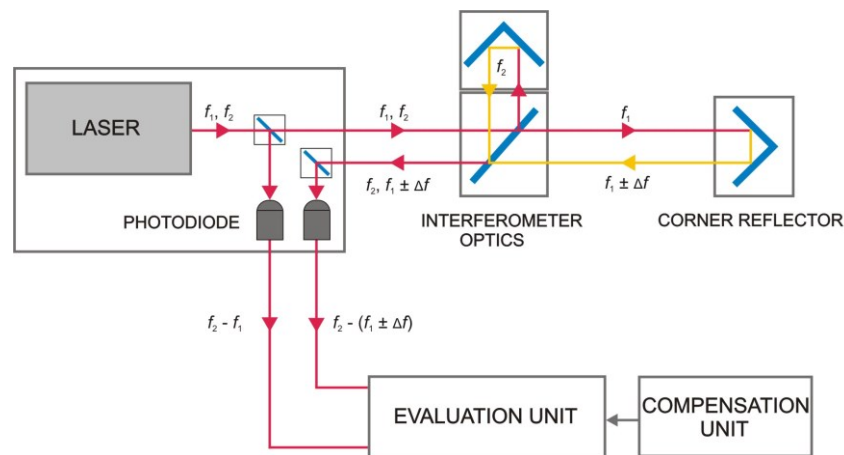 f₂
LASER
f₁, f₂
f₁, f₂
f₁
f₂, f₁ ± Δf
f₁ ± Δf
PHOTODIODE
INTERFEROMETER
OPTICS
CORNER REFLECTOR
f₂ - f₁
f₂ - (f₁ ± Δf)
EVALUATION UNIT
COMPENSATION
UNIT